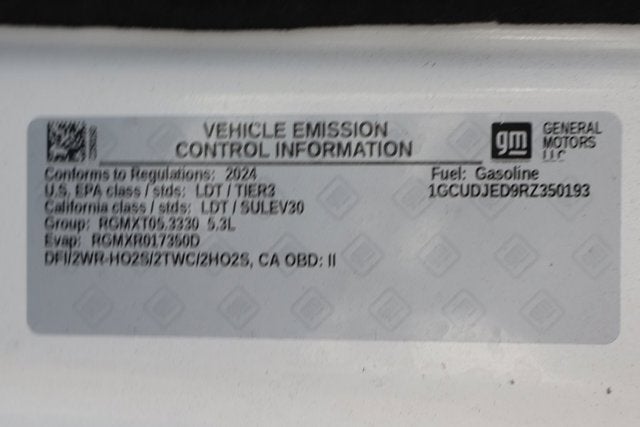 VEHICLE EMISSION
CONTROL INFORMATION
gm
GENERAL
MOTORS
LLC
Conforms to Regulations: 2024
Fuel: Gasoline
U.S. EPA class / stds: LDT / TIER3
1GCUDJED9RZ350193
California class / stds: LDT / SULEV30
Group: RGMXT05.3330 5.3L
Evap: RGMXR017350D
DFI/2WR-HO2S/2TWC/2HO2S, CA OBD: II